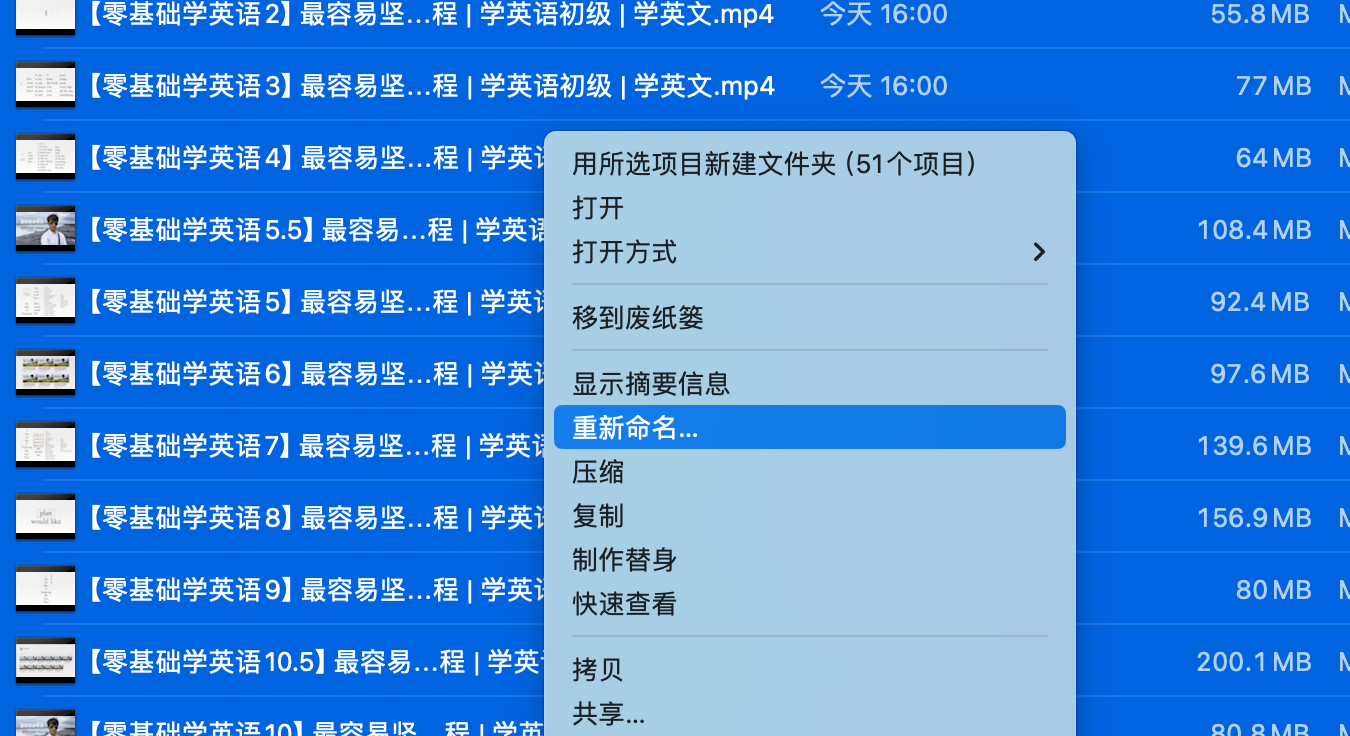 【零基础学英语2】最容易坚…程 | 学英语初级 | 学英文.mp4 今天 16:00 55.8 MB
【零基础学英语3】最容易坚…程 | 学英语初级 | 学英文.mp4 今天 16:00 77 MB
【零基础学英语4】最容易坚…程 | 学英 64 MB
【零基础学英语5.5】最容易…程 | 学英语 108.4 MB
【零基础学英语5】最容易坚…程 | 学英 92.4 MB
【零基础学英语6】最容易坚…程 | 学英 97.6 MB
【零基础学英语7】最容易坚…程 | 学英 139.6 MB
【零基础学英语8】最容易坚…程 | 学英 156.9 MB
【零基础学英语9】最容易坚…程 | 学英 80 MB
【零基础学英语10.5】最容易…程 | 学英 200.1 MB
【零基础学英语10】最容易坚…程 | 学英 80.8 MB
用所选项目新建文件夹（51个项目）
打开
打开方式
移到废纸篓
显示摘要信息
重新命名...
压缩
复制
制作替身
快速查看
拷贝
共享...
plan
would like